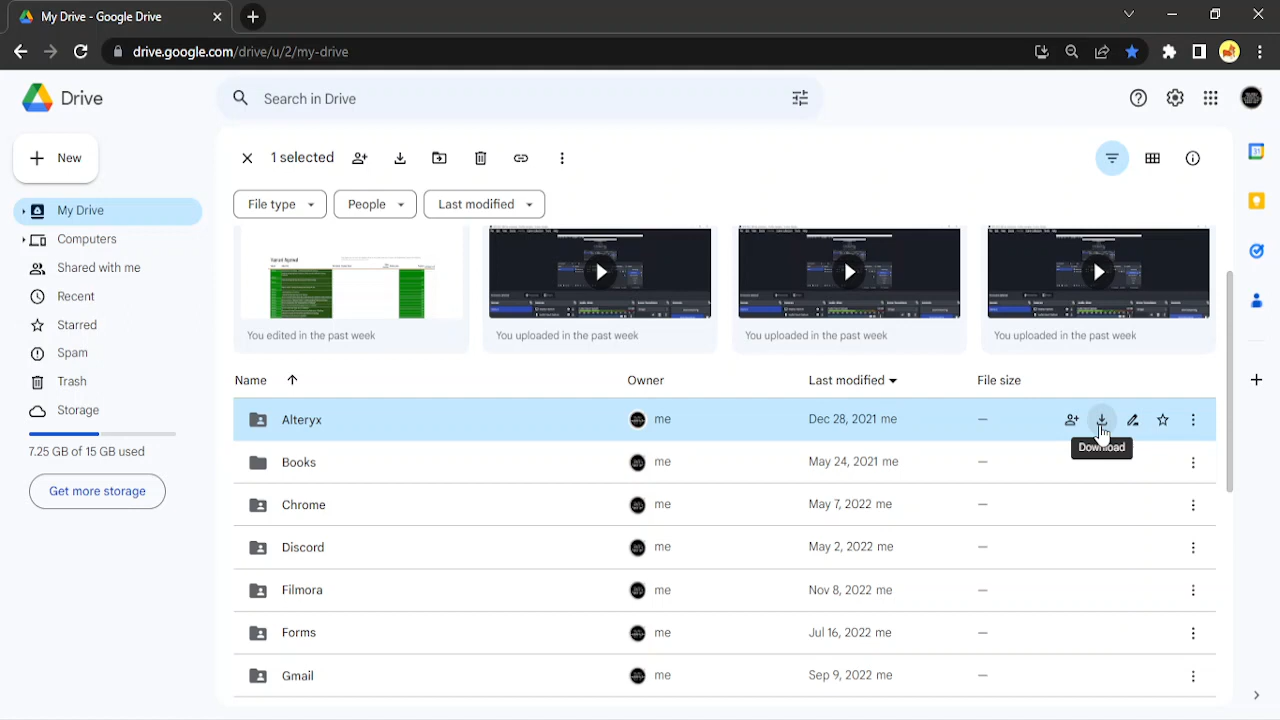 My Drive - Google Drive
drive.google.com/drive/u/2/my-drive
Drive
Search in Drive
New
1 selected
My Drive
File type
People
Last modified
Computers
Shared with me
Recent
Starred
Spam
Trash
Storage
7.25 GB of 15 GB used
Get more storage
You edited in the past week
You uploaded in the past week
You uploaded in the past week
You uploaded in the past week
Name Owner Last modified File size
Alteryx me Dec 28, 2021 me —
Download
Books me May 24, 2021 me —
Chrome me May 7, 2022 me —
Discord me May 2, 2022 me —
Filmora me Nov 8, 2022 me —
Forms me Jul 16, 2022 me —
Gmail me Sep 9, 2022 me —